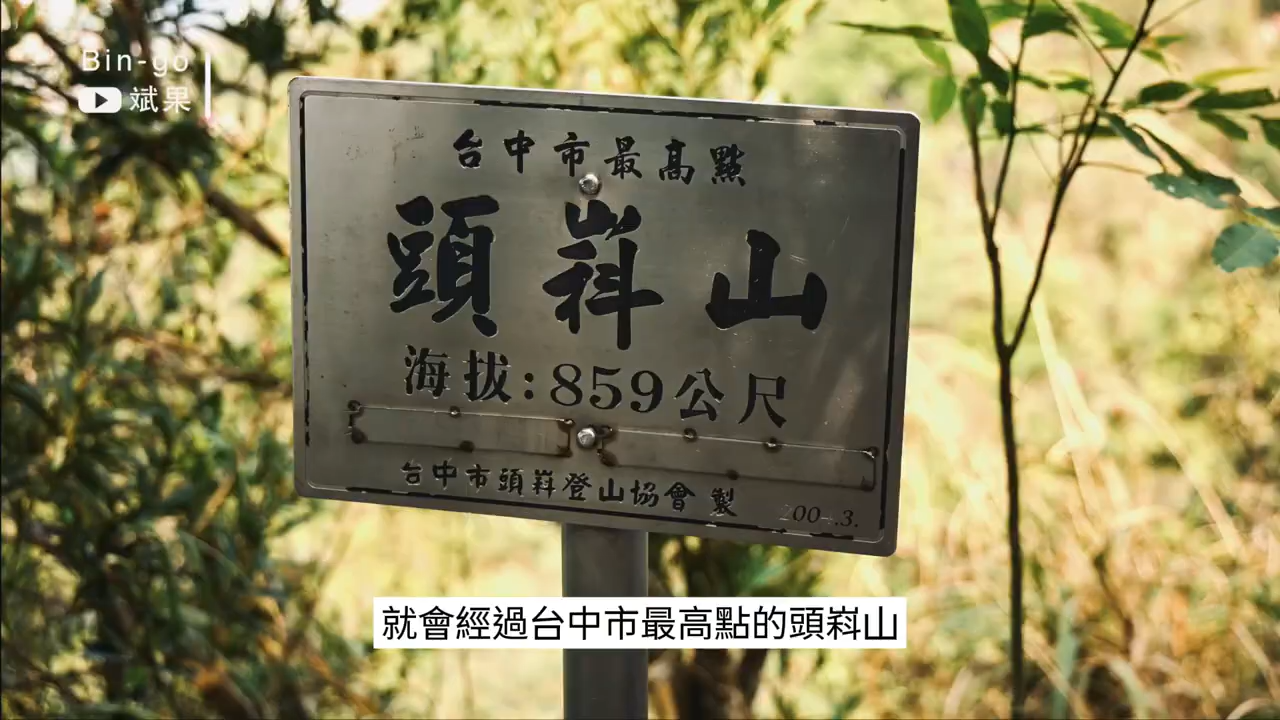 Bin-go
斌果
台中市最高點
頭嵙山
海拔:859公尺
台中市頭嵙登山協會 製
就會經過台中市最高點的頭嵙山